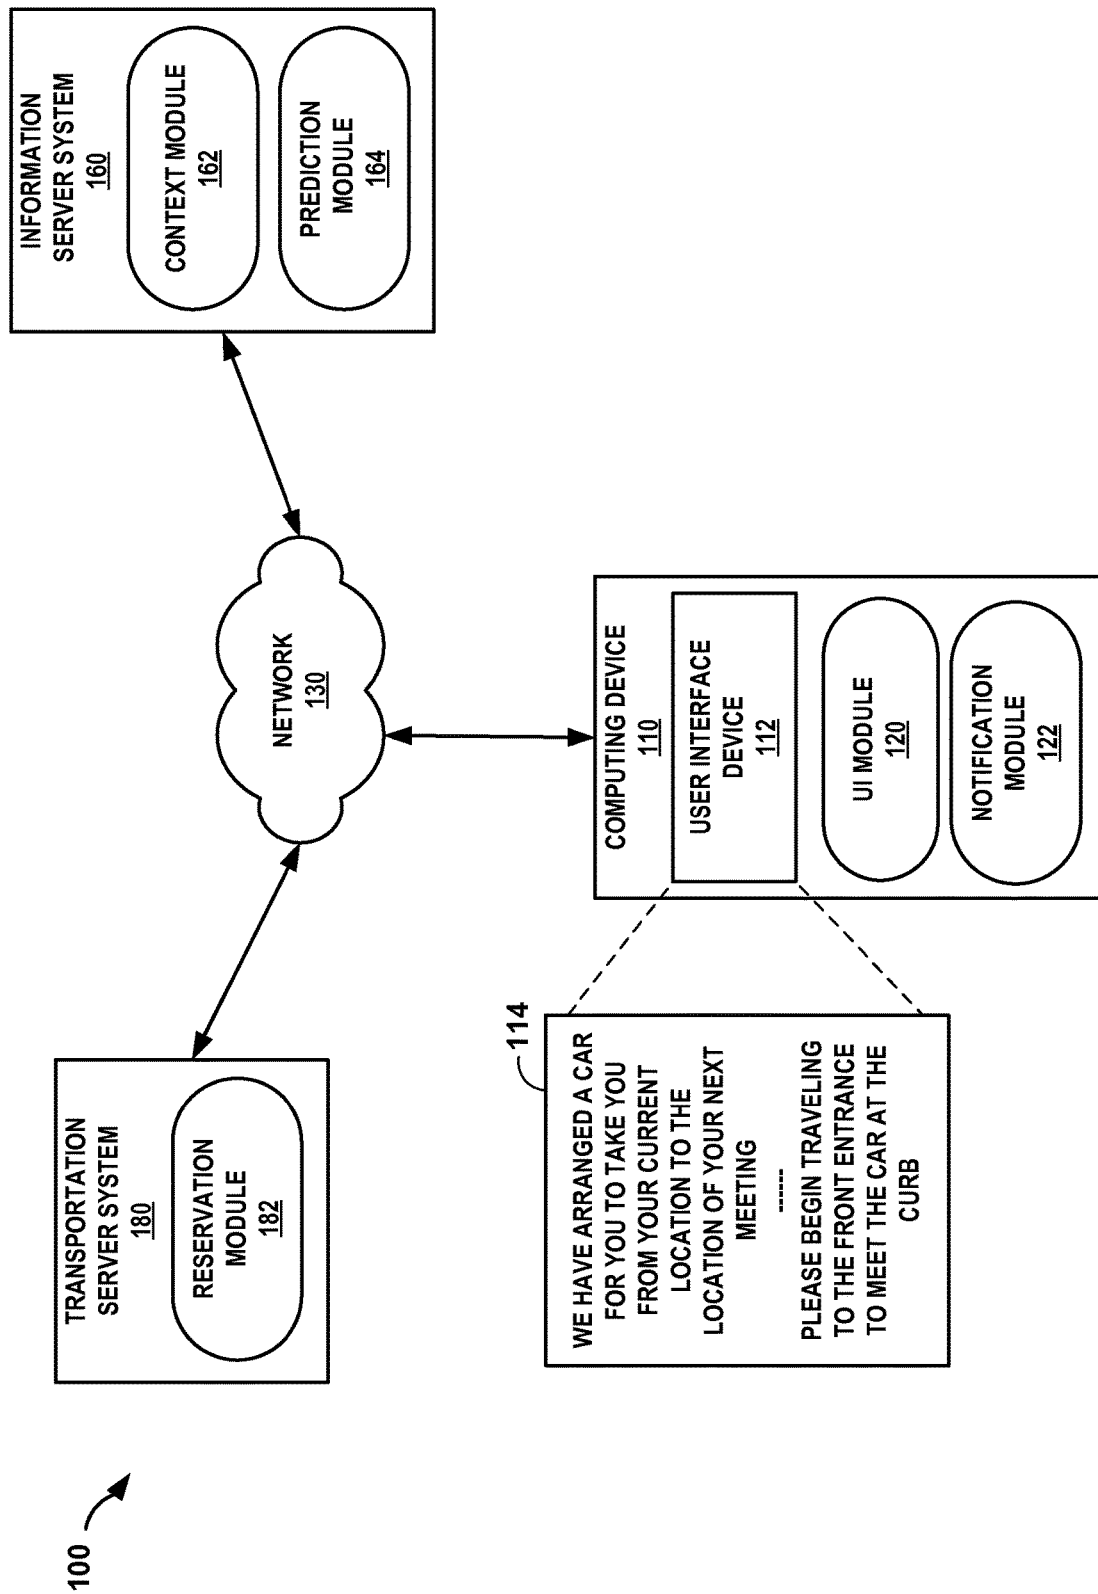 100
TRANSPORTATION
SERVER SYSTEM
180
RESERVATION
MODULE
182
NETWORK
130
INFORMATION
SERVER SYSTEM
160
CONTEXT MODULE
162
PREDICTION
MODULE
164
114
WE HAVE ARRANGED A CAR
FOR YOU TO TAKE YOU
FROM YOUR CURRENT
LOCATION TO THE
LOCATION OF YOUR NEXT
MEETING
------
PLEASE BEGIN TRAVELING
TO THE FRONT ENTRANCE
TO MEET THE CAR AT THE
CURB
COMPUTING DEVICE
110
USER INTERFACE
DEVICE
112
UI MODULE
120
NOTIFICATION
MODULE
122